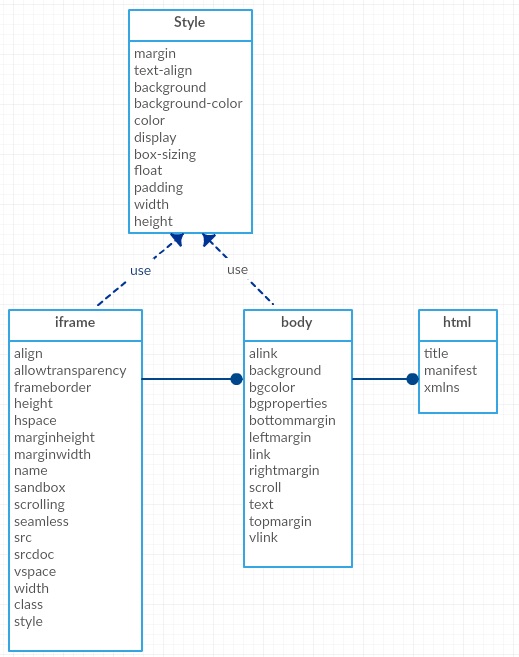 Style
margin
text-align
background
background-color
color
display
box-sizing
float
padding
width
height
use
use
iframe
align
allowtransparency
frameborder
height
hspace
marginheight
marginwidth
name
sandbox
scrolling
seamless
src
srcdoc
vspace
width
class
style
body
alink
background
bgcolor
bgproperties
bottommargin
leftmargin
link
rightmargin
scroll
text
topmargin
vlink
html
title
manifest
xmlns